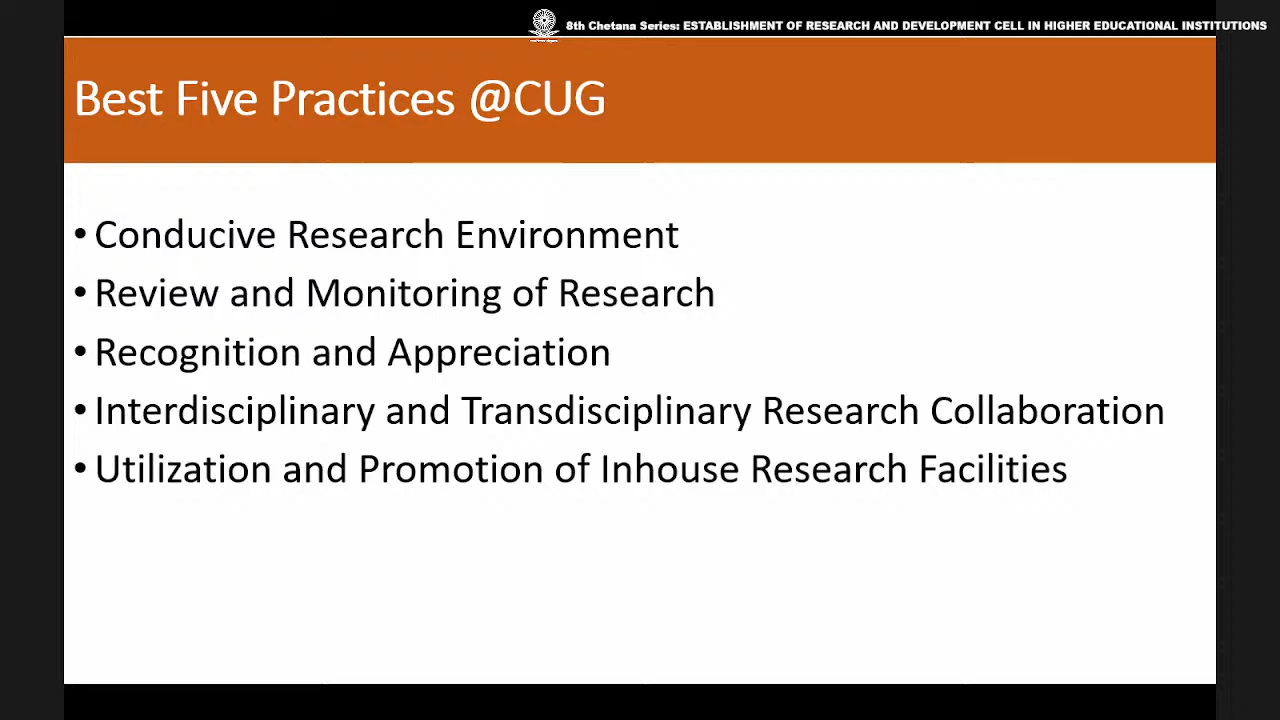 8th Chetana Series: ESTABLISHMENT OF RESEARCH AND DEVELOPMENT CELL IN HIGHER EDUCATIONAL INSTITUTIONS
Best Five Practices @CUG
• Conducive Research Environment
• Review and Monitoring of Research
• Recognition and Appreciation
• Interdisciplinary and Transdisciplinary Research Collaboration
• Utilization and Promotion of Inhouse Research Facilities